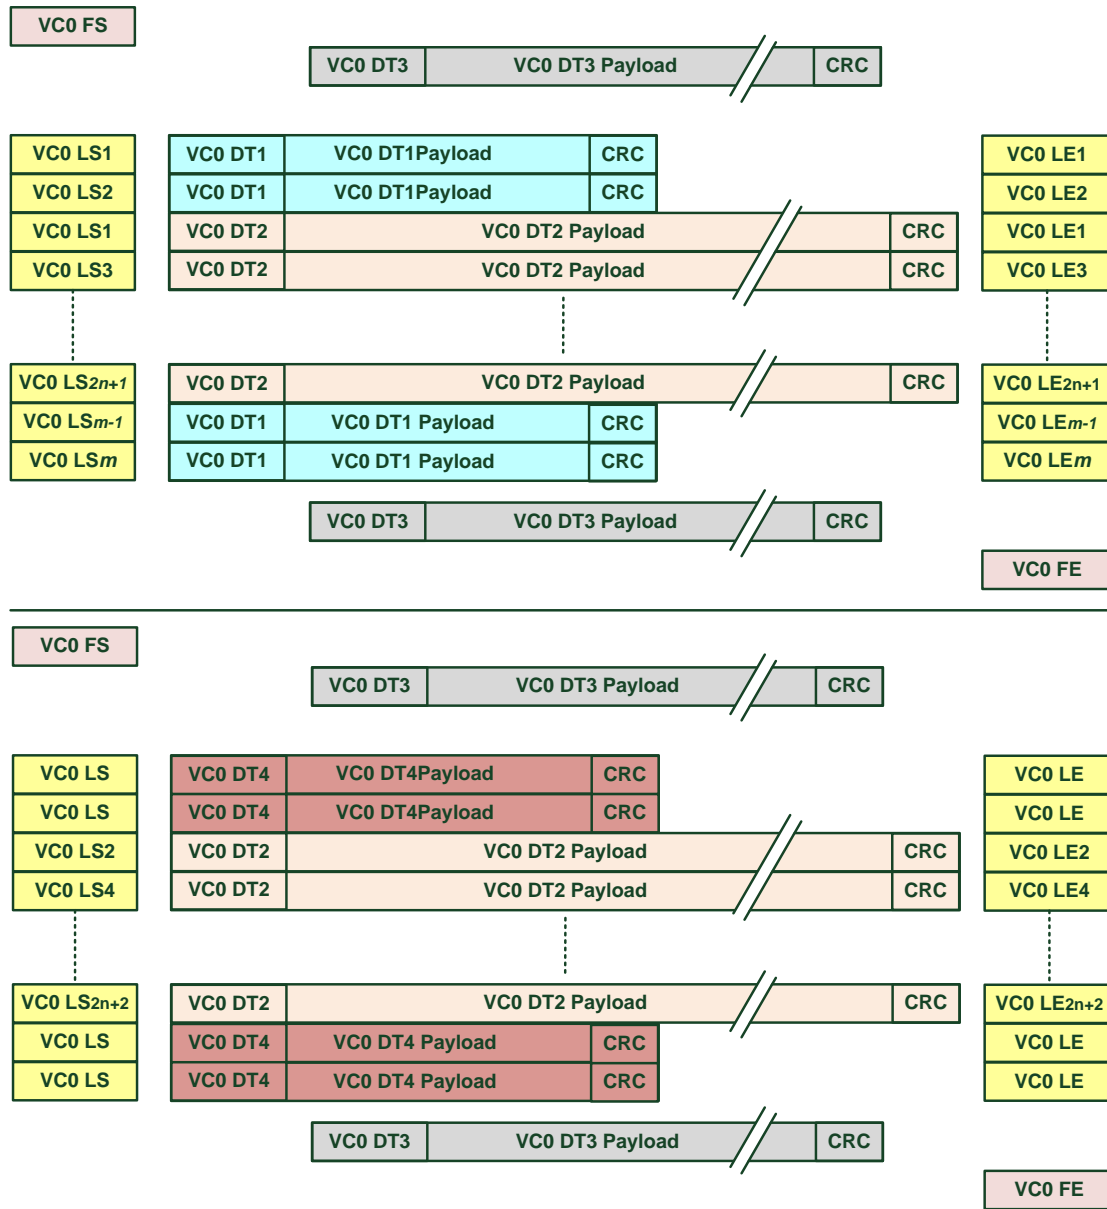 VC0 FS
VC0 DT3 VC0 DT3 Payload CRC
VC0 LS1 VC0 DT1 VC0 DT1Payload CRC VC0 LE1
VC0 LS2 VC0 DT1 VC0 DT1Payload CRC VC0 LE2
VC0 LS1 VC0 DT2 VC0 DT2 Payload CRC VC0 LE1
VC0 LS3 VC0 DT2 VC0 DT2 Payload CRC VC0 LE3
VC0 LS2n+1 VC0 DT2 VC0 DT2 Payload CRC VC0 LE2n+1
VC0 LSm-1 VC0 DT1 VC0 DT1 Payload CRC VC0 LEm-1
VC0 LSm VC0 DT1 VC0 DT1 Payload CRC VC0 LEm
VC0 DT3 VC0 DT3 Payload CRC
VC0 FE
VC0 FS
VC0 DT3 VC0 DT3 Payload CRC
VC0 LS VC0 DT4 VC0 DT4Payload CRC VC0 LE
VC0 LS VC0 DT4 VC0 DT4Payload CRC VC0 LE
VC0 LS2 VC0 DT2 VC0 DT2 Payload CRC VC0 LE2
VC0 LS4 VC0 DT2 VC0 DT2 Payload CRC VC0 LE4
VC0 LS2n+2 VC0 DT2 VC0 DT2 Payload CRC VC0 LE2n+2
VC0 LS VC0 DT4 VC0 DT4 Payload CRC VC0 LE
VC0 LS VC0 DT4 VC0 DT4 Payload CRC VC0 LE
VC0 DT3 VC0 DT3 Payload CRC
VC0 FE